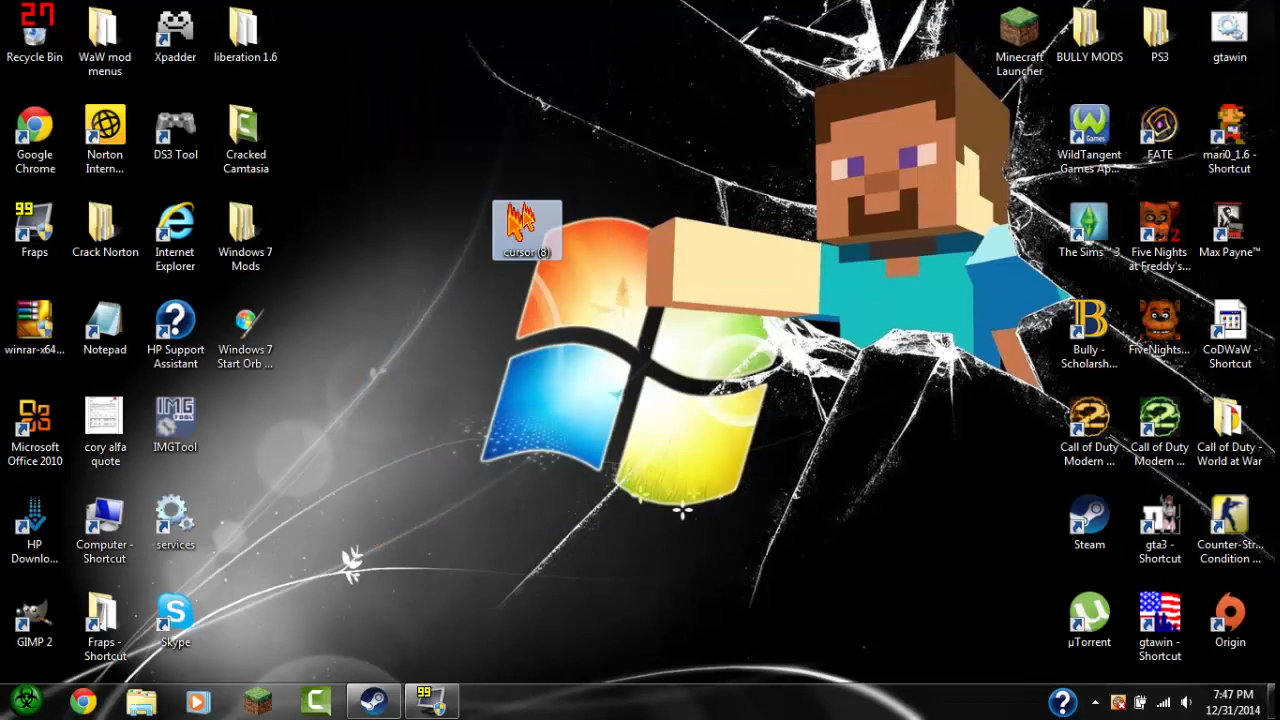 27
Recycle Bin
WaW mod
menus
Xpadder
liberation 1.6
Google
Chrome
Norton
Intern...
DS3 Tool
Cracked
Camtasia
99
Fraps
Crack Norton
Internet
Explorer
Windows 7
Mods
winrar-x64...
Notepad
HP Support
Assistant
Windows 7
Start Orb ...
Microsoft
Office 2010
cory alfa
quote
IMG
IMGTool
HP
Downlo...
Computer -
Shortcut
services
GIMP 2
Fraps -
Shortcut
Skype
cursor (8)
Minecraft
Launcher
BULLY MODS
PS3
gtawin
Games
WildTangent
Games Ap...
FATE
mari0_1.6 -
Shortcut
The Sims™ 3
2
Five Nights
at Freddy's...
Max Payne™
B
Bully -
Scholarsh...
FiveNights...
CoDWaW -
Shortcut
Call of Duty
Modern ...
Call of Duty
Modern ...
Call of Duty -
World at War
Steam
gta3 -
Shortcut
Counter-Str...
Condition ...
µTorrent
gtawin -
Shortcut
Origin
99
7:47 PM
12/31/2014